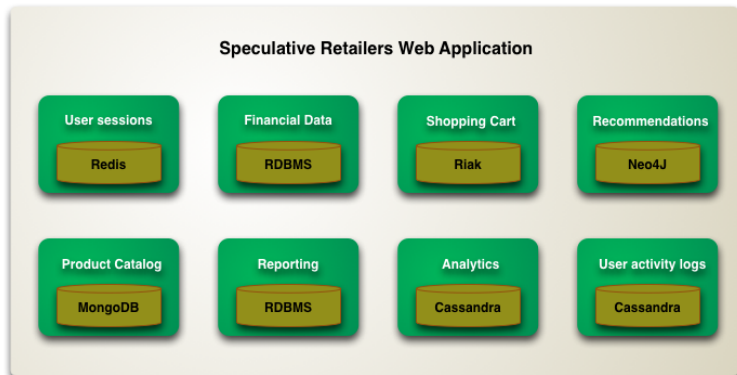 Speculative Retailers Web Application
User sessions
Redis
Financial Data
RDBMS
Shopping Cart
Riak
Recommendations
Neo4J
Product Catalog
MongoDB
Reporting
RDBMS
Analytics
Cassandra
User activity logs
Cassandra